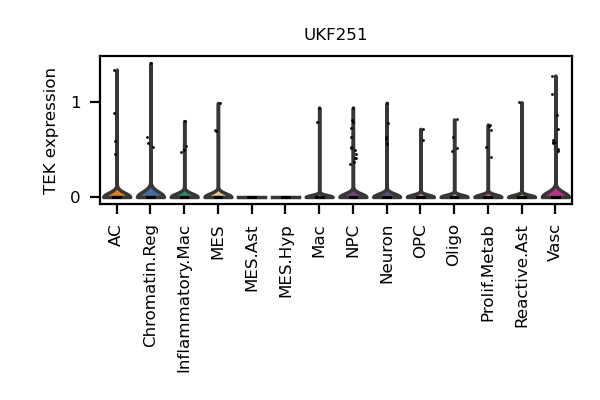 UKF251
TEK expression
1
0
AC
Chromatin.Reg
Inflammatory.Mac
MES
MES.Ast
MES.Hyp
Mac
NPC
Neuron
OPC
Oligo
Prolif.Metab
Reactive.Ast
Vasc